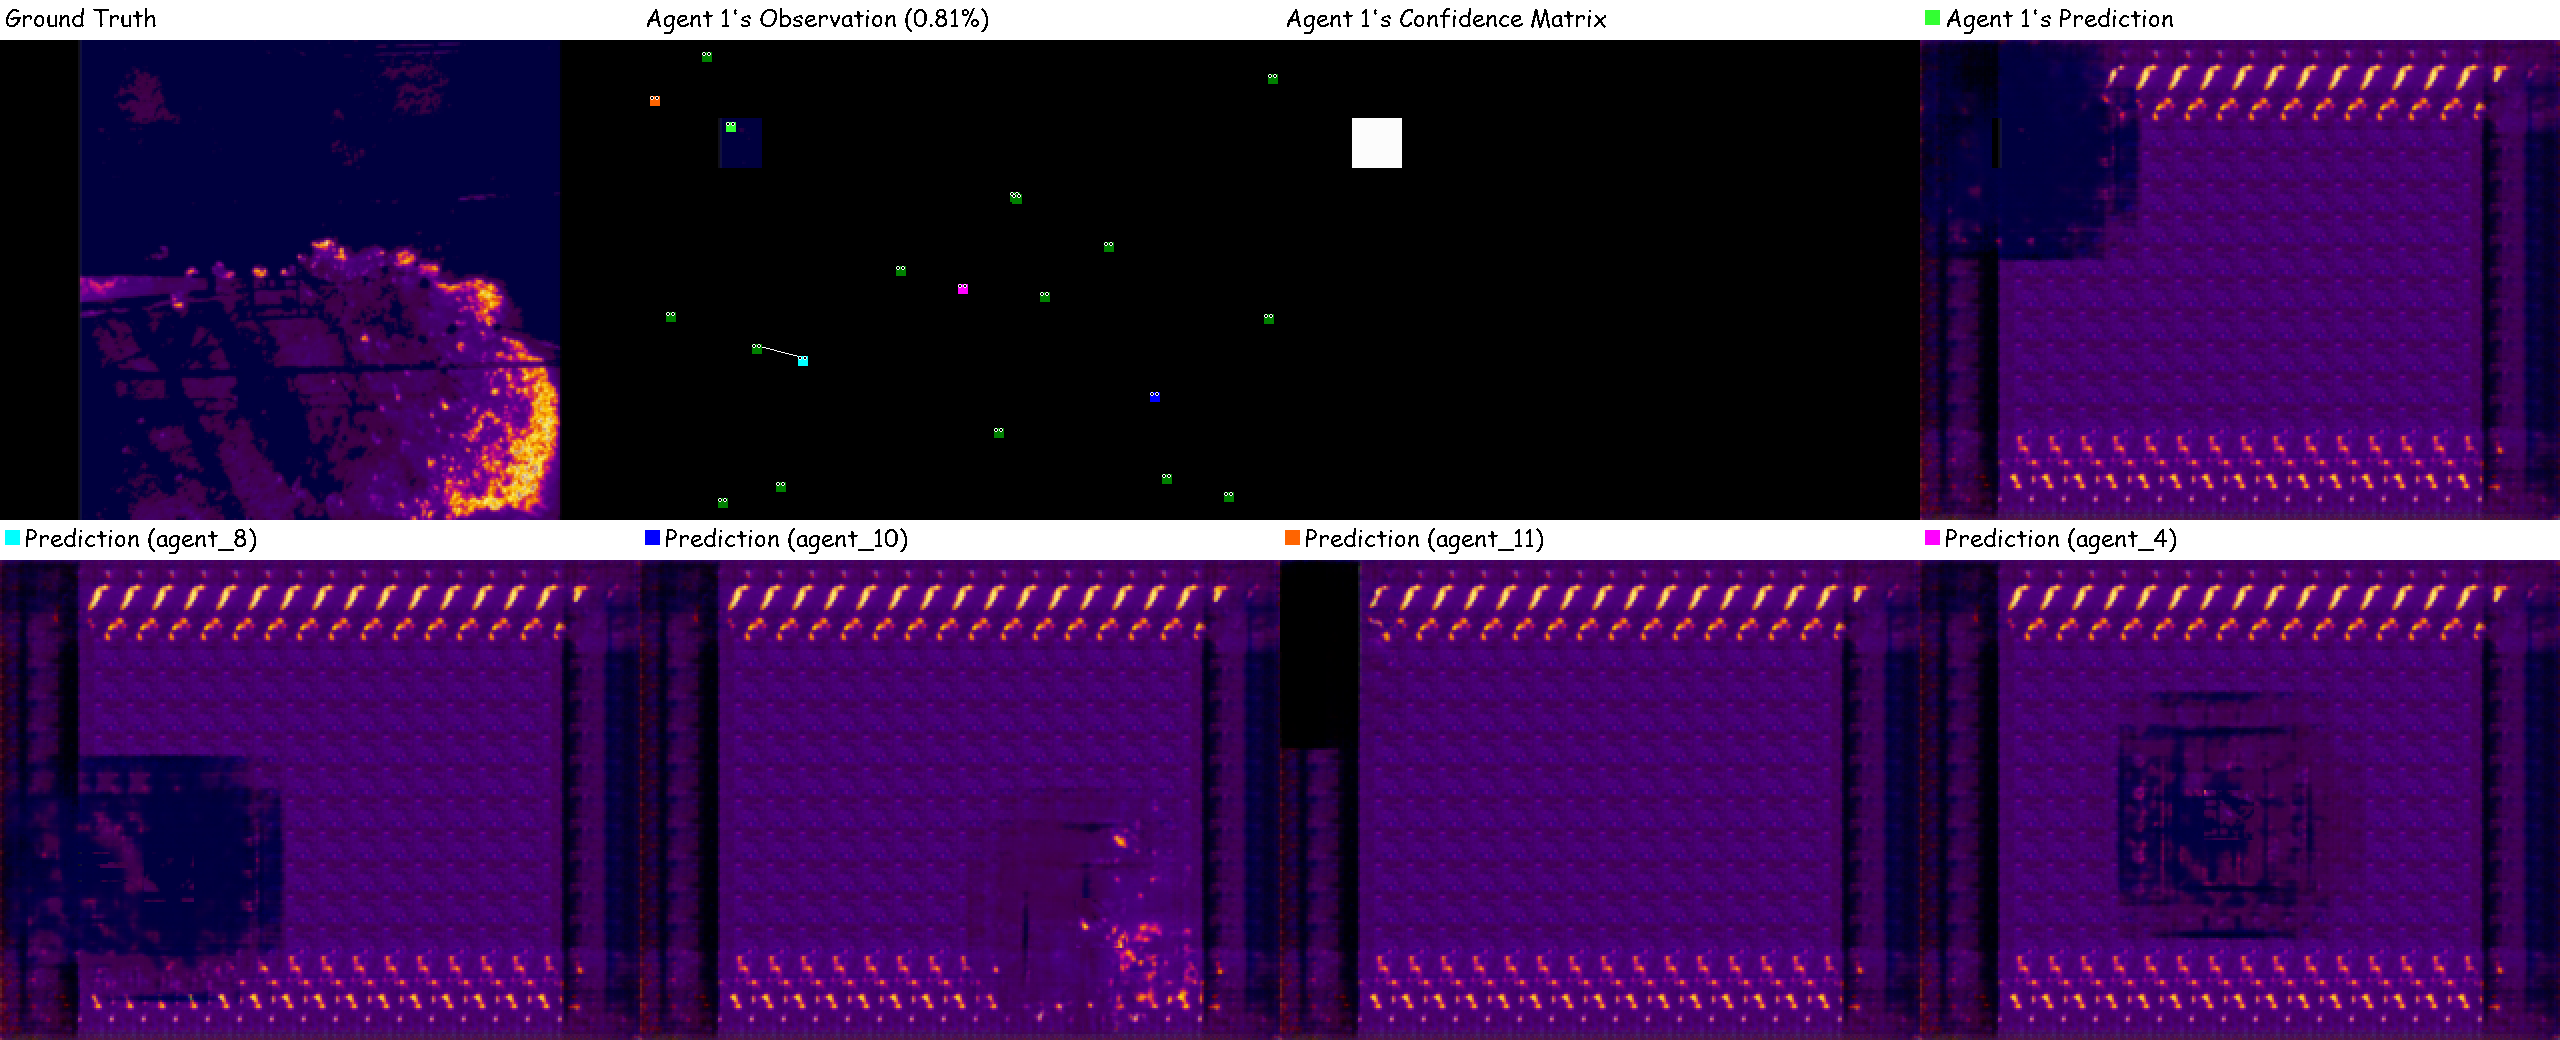 Ground Truth
Agent 1's Observation (0.81%)
Agent 1's Confidence Matrix
Agent 1's Prediction
Prediction (agent_8)
Prediction (agent_10)
Prediction (agent_11)
Prediction (agent_4)